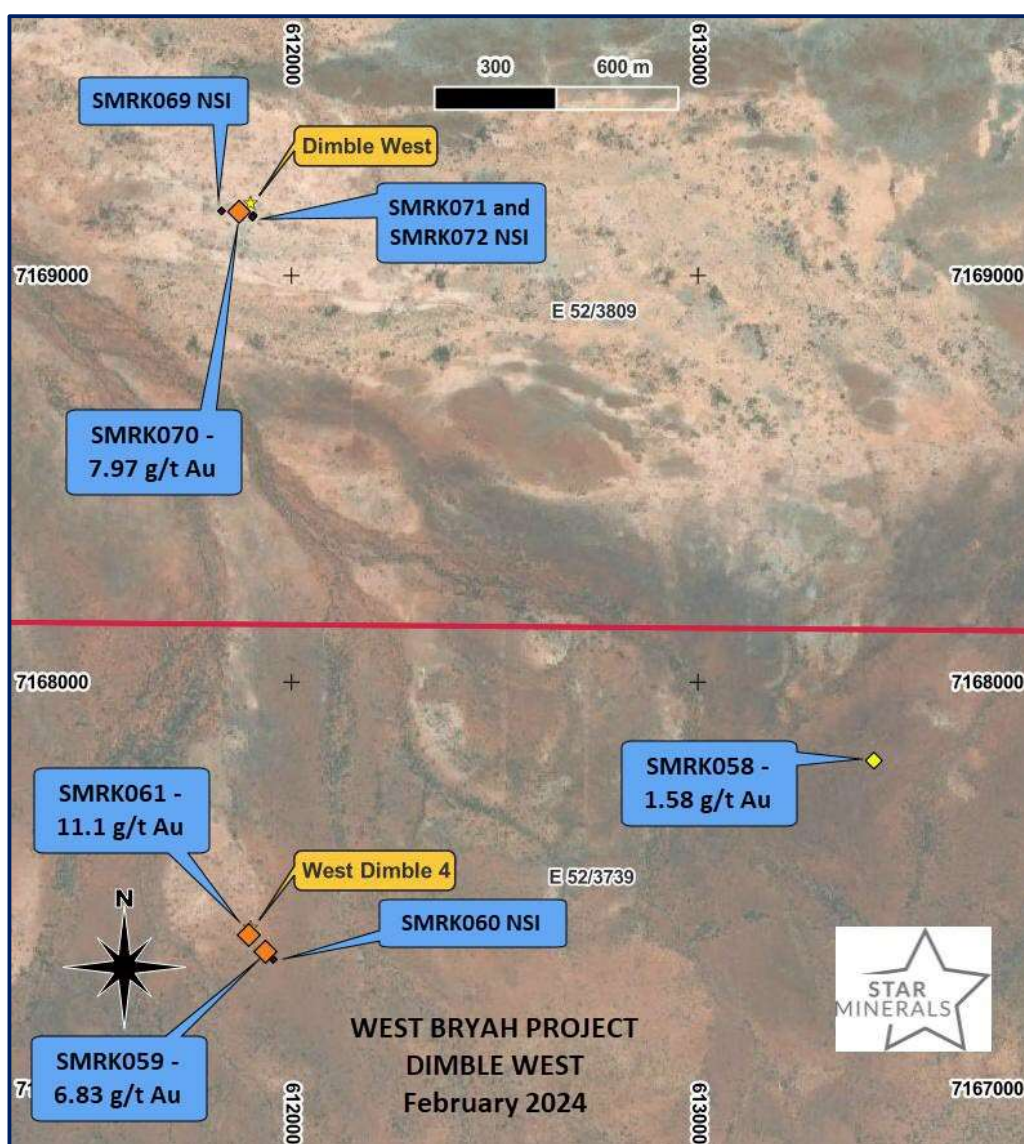 612000
613000
300
600 m
SMRK069 NSI
Dimble West
SMRK071 and
SMRK072 NSI
7169000
7169000
E 52/3809
SMRK070 -
7.97 g/t Au
7168000
7168000
SMRK058 -
1.58 g/t Au
SMRK061 -
11.1 g/t Au
West Dimble 4
E 52/3739
N
SMRK060 NSI
STAR
MINERALS
WEST BRYAH PROJECT
DIMBLE WEST
February 2024
SMRK059 -
6.83 g/t Au
7167000
612000
613000